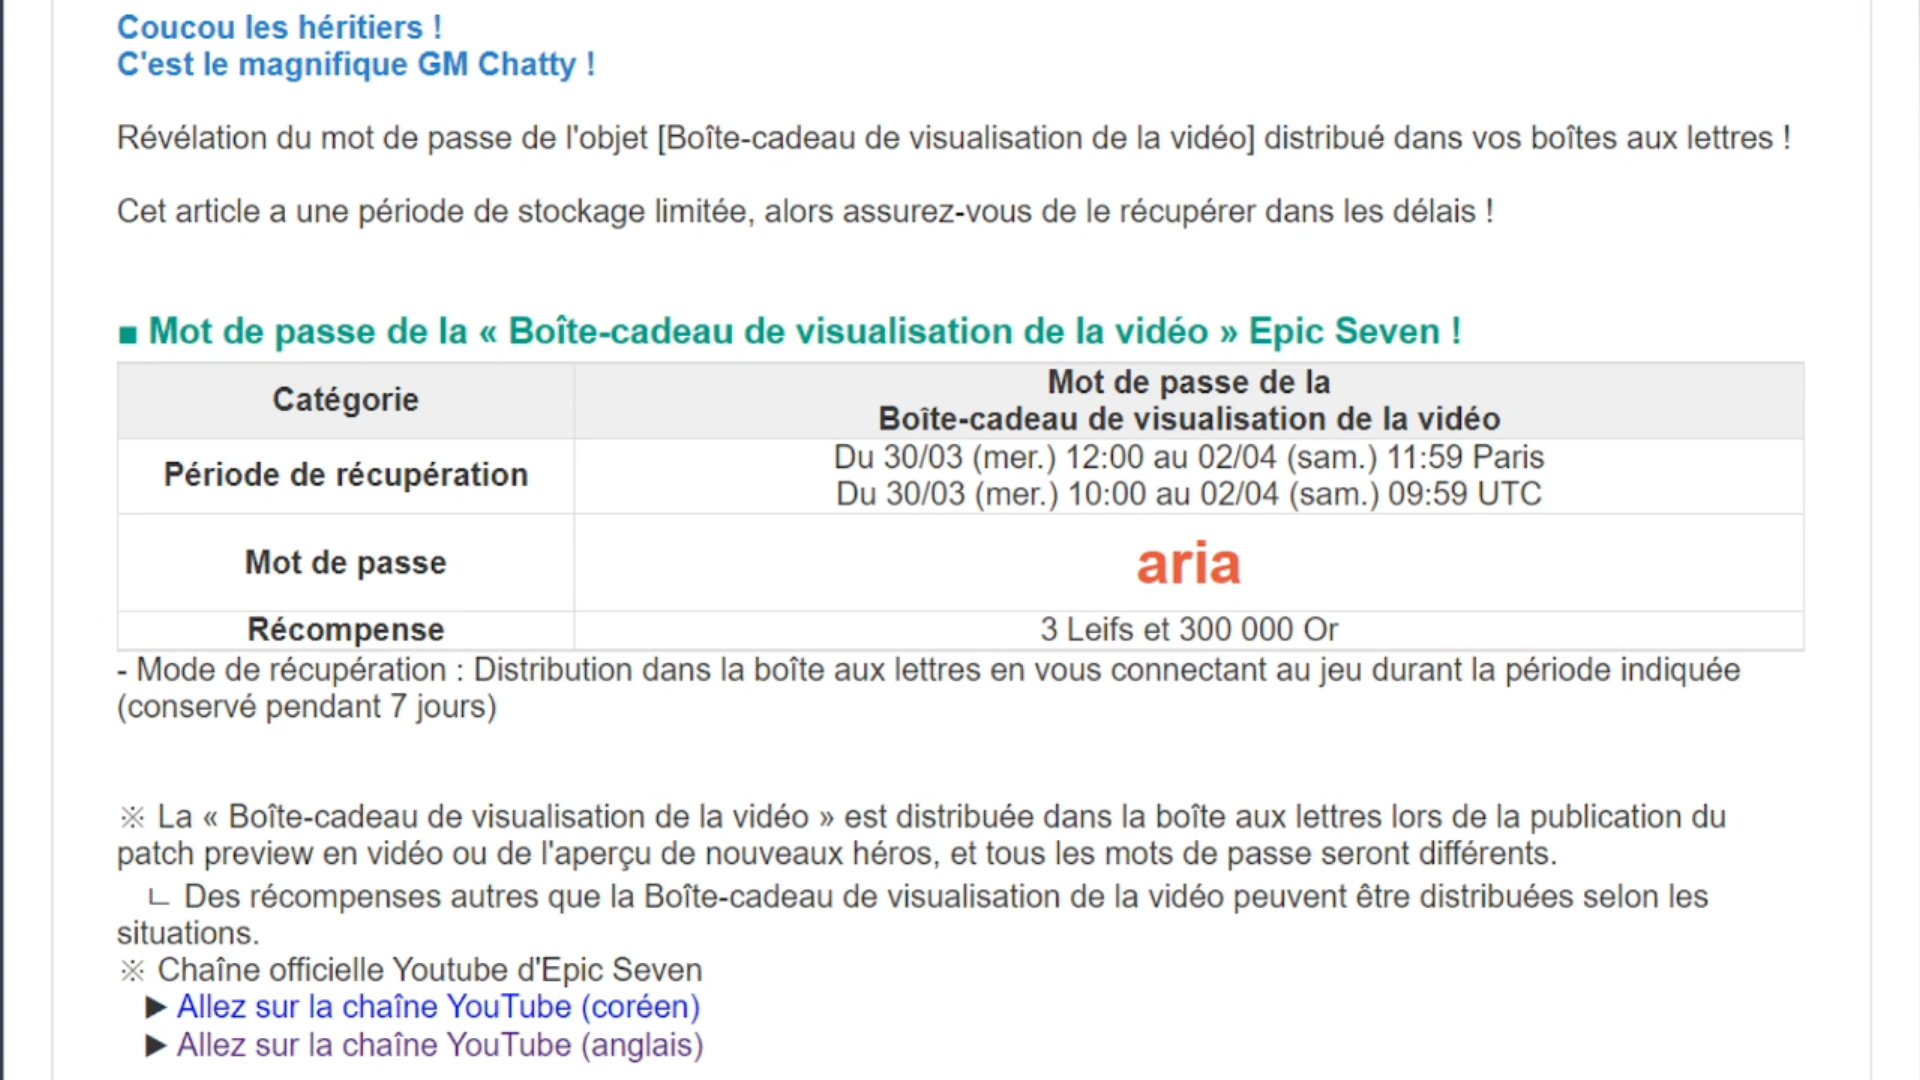 Coucou les héritiers !
C'est le magnifique GM Chatty !
Révélation du mot de passe de l'objet [Boîte-cadeau de visualisation de la vidéo] distribué dans vos boîtes aux lettres !
Cet article a une période de stockage limitée, alors assurez-vous de le récupérer dans les délais !
■ Mot de passe de la « Boîte-cadeau de visualisation de la vidéo » Epic Seven !
Catégorie
Mot de passe de la
Boîte-cadeau de visualisation de la vidéo
Période de récupération
Du 30/03 (mer.) 12:00 au 02/04 (sam.) 11:59 Paris
Du 30/03 (mer.) 10:00 au 02/04 (sam.) 09:59 UTC
Mot de passe
aria
Récompense
3 Leifs et 300 000 Or
- Mode de récupération : Distribution dans la boîte aux lettres en vous connectant au jeu durant la période indiquée
(conservé pendant 7 jours)
※ La « Boîte-cadeau de visualisation de la vidéo » est distribuée dans la boîte aux lettres lors de la publication du
patch preview en vidéo ou de l'aperçu de nouveaux héros, et tous les mots de passe seront différents.
ㄴ Des récompenses autres que la Boîte-cadeau de visualisation de la vidéo peuvent être distribuées selon les
situations.
※ Chaîne officielle Youtube d'Epic Seven
▶ Allez sur la chaîne YouTube (coréen)
▶ Allez sur la chaîne YouTube (anglais)